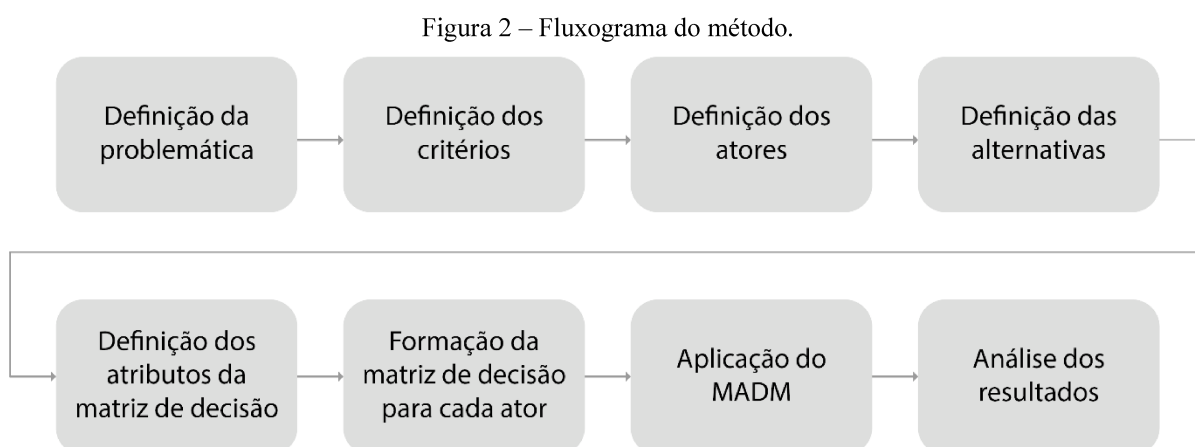 Figura 2 – Fluxograma do método.
Definição da
problemática
Definição dos
critérios
Definição dos
atores
Definição das
alternativas
Definição dos
atributos da
matriz de decisão
Formação da
matriz de decisão
para cada ator
Aplicação do
MADM
Análise dos
resultados